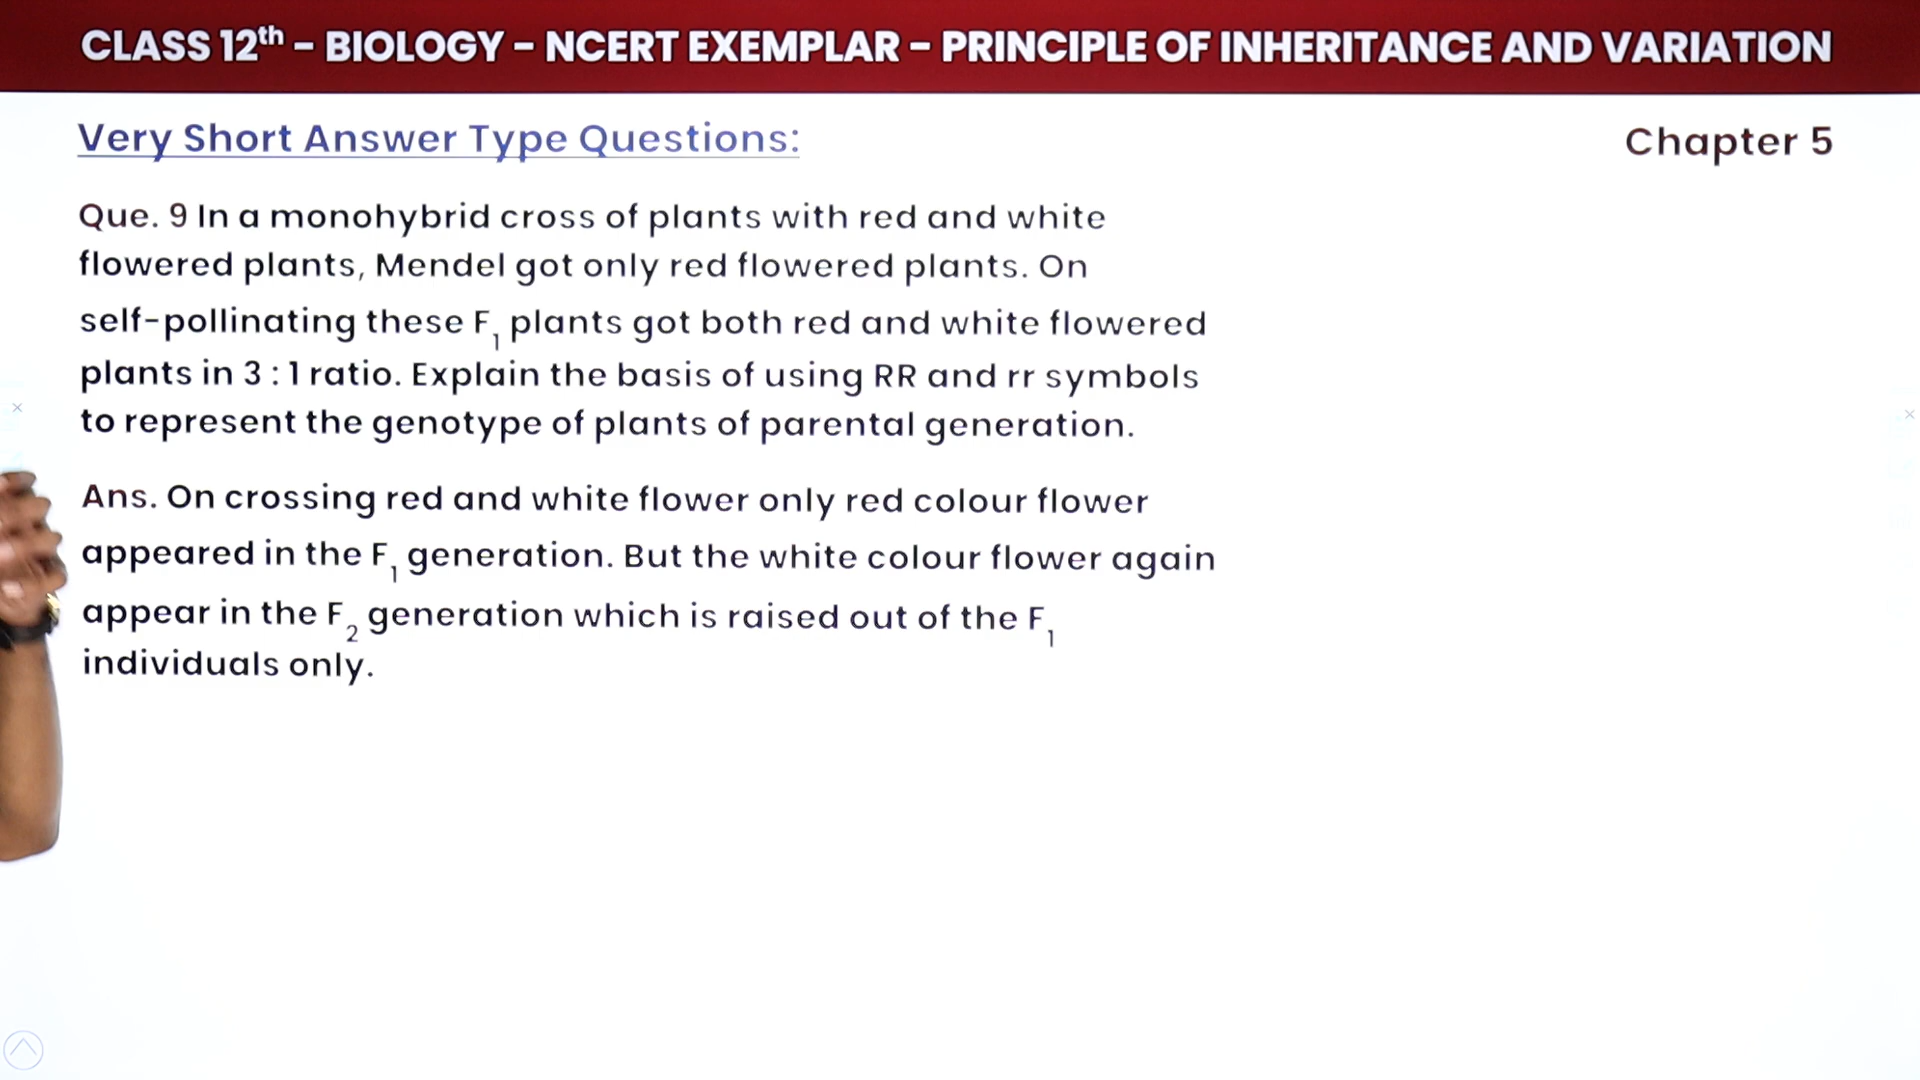 CLASS 12th – BIOLOGY – NCERT EXEMPLAR – PRINCIPLE OF INHERITANCE AND VARIATION
Very Short Answer Type Questions:
Chapter 5
Que. 9 In a monohybrid cross of plants with red and white
flowered plants, Mendel got only red flowered plants. On
self-pollinating these F1 plants got both red and white flowered
plants in 3 : 1 ratio. Explain the basis of using RR and rr symbols
to represent the genotype of plants of parental generation.
Ans. On crossing red and white flower only red colour flower
appeared in the F1 generation. But the white colour flower again
appear in the F2 generation which is raised out of the F1
individuals only.